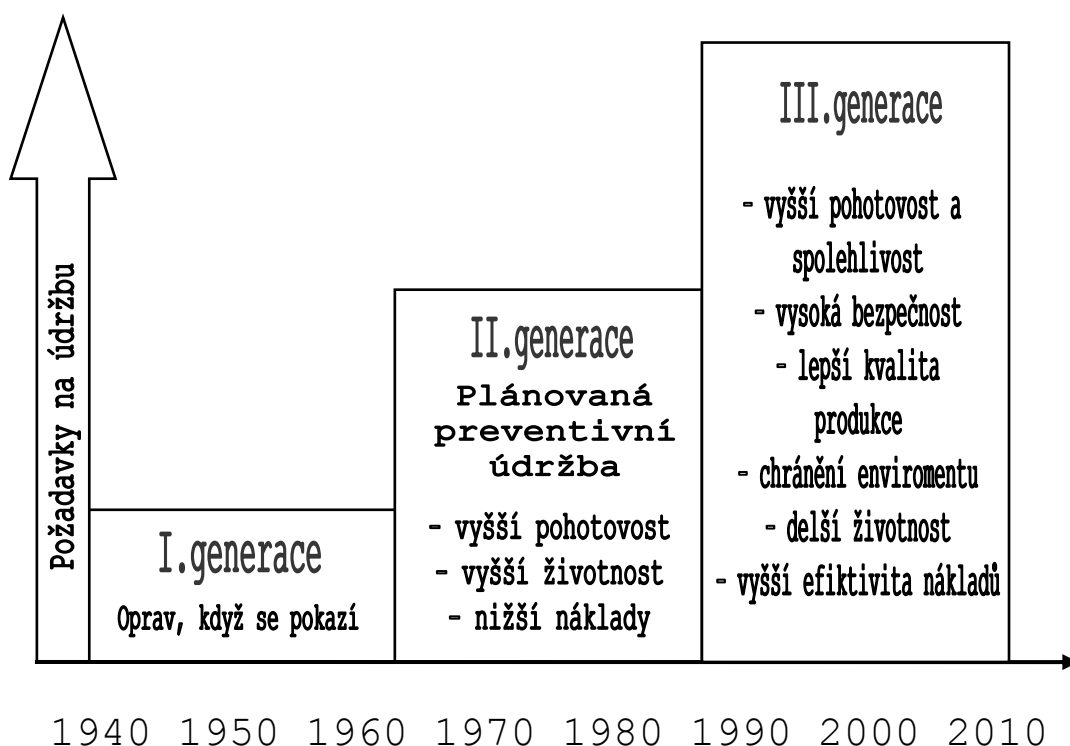 Požadavky na údržbu
I.generace
Oprav, když se pokazí
II.generace
Plánovaná
preventivní
údržba
- vyšší pohotovost
- vyšší životnost
- nižší náklady
III.generace
- vyšší pohotovost a
spolehlivost
- vysoká bezpečnost
- lepší kvalita
produkce
- chránění enviromentu
- delší životnost
- vyšší efiktivita nákladů
1940 1950 1960 1970 1980 1990 2000 2010